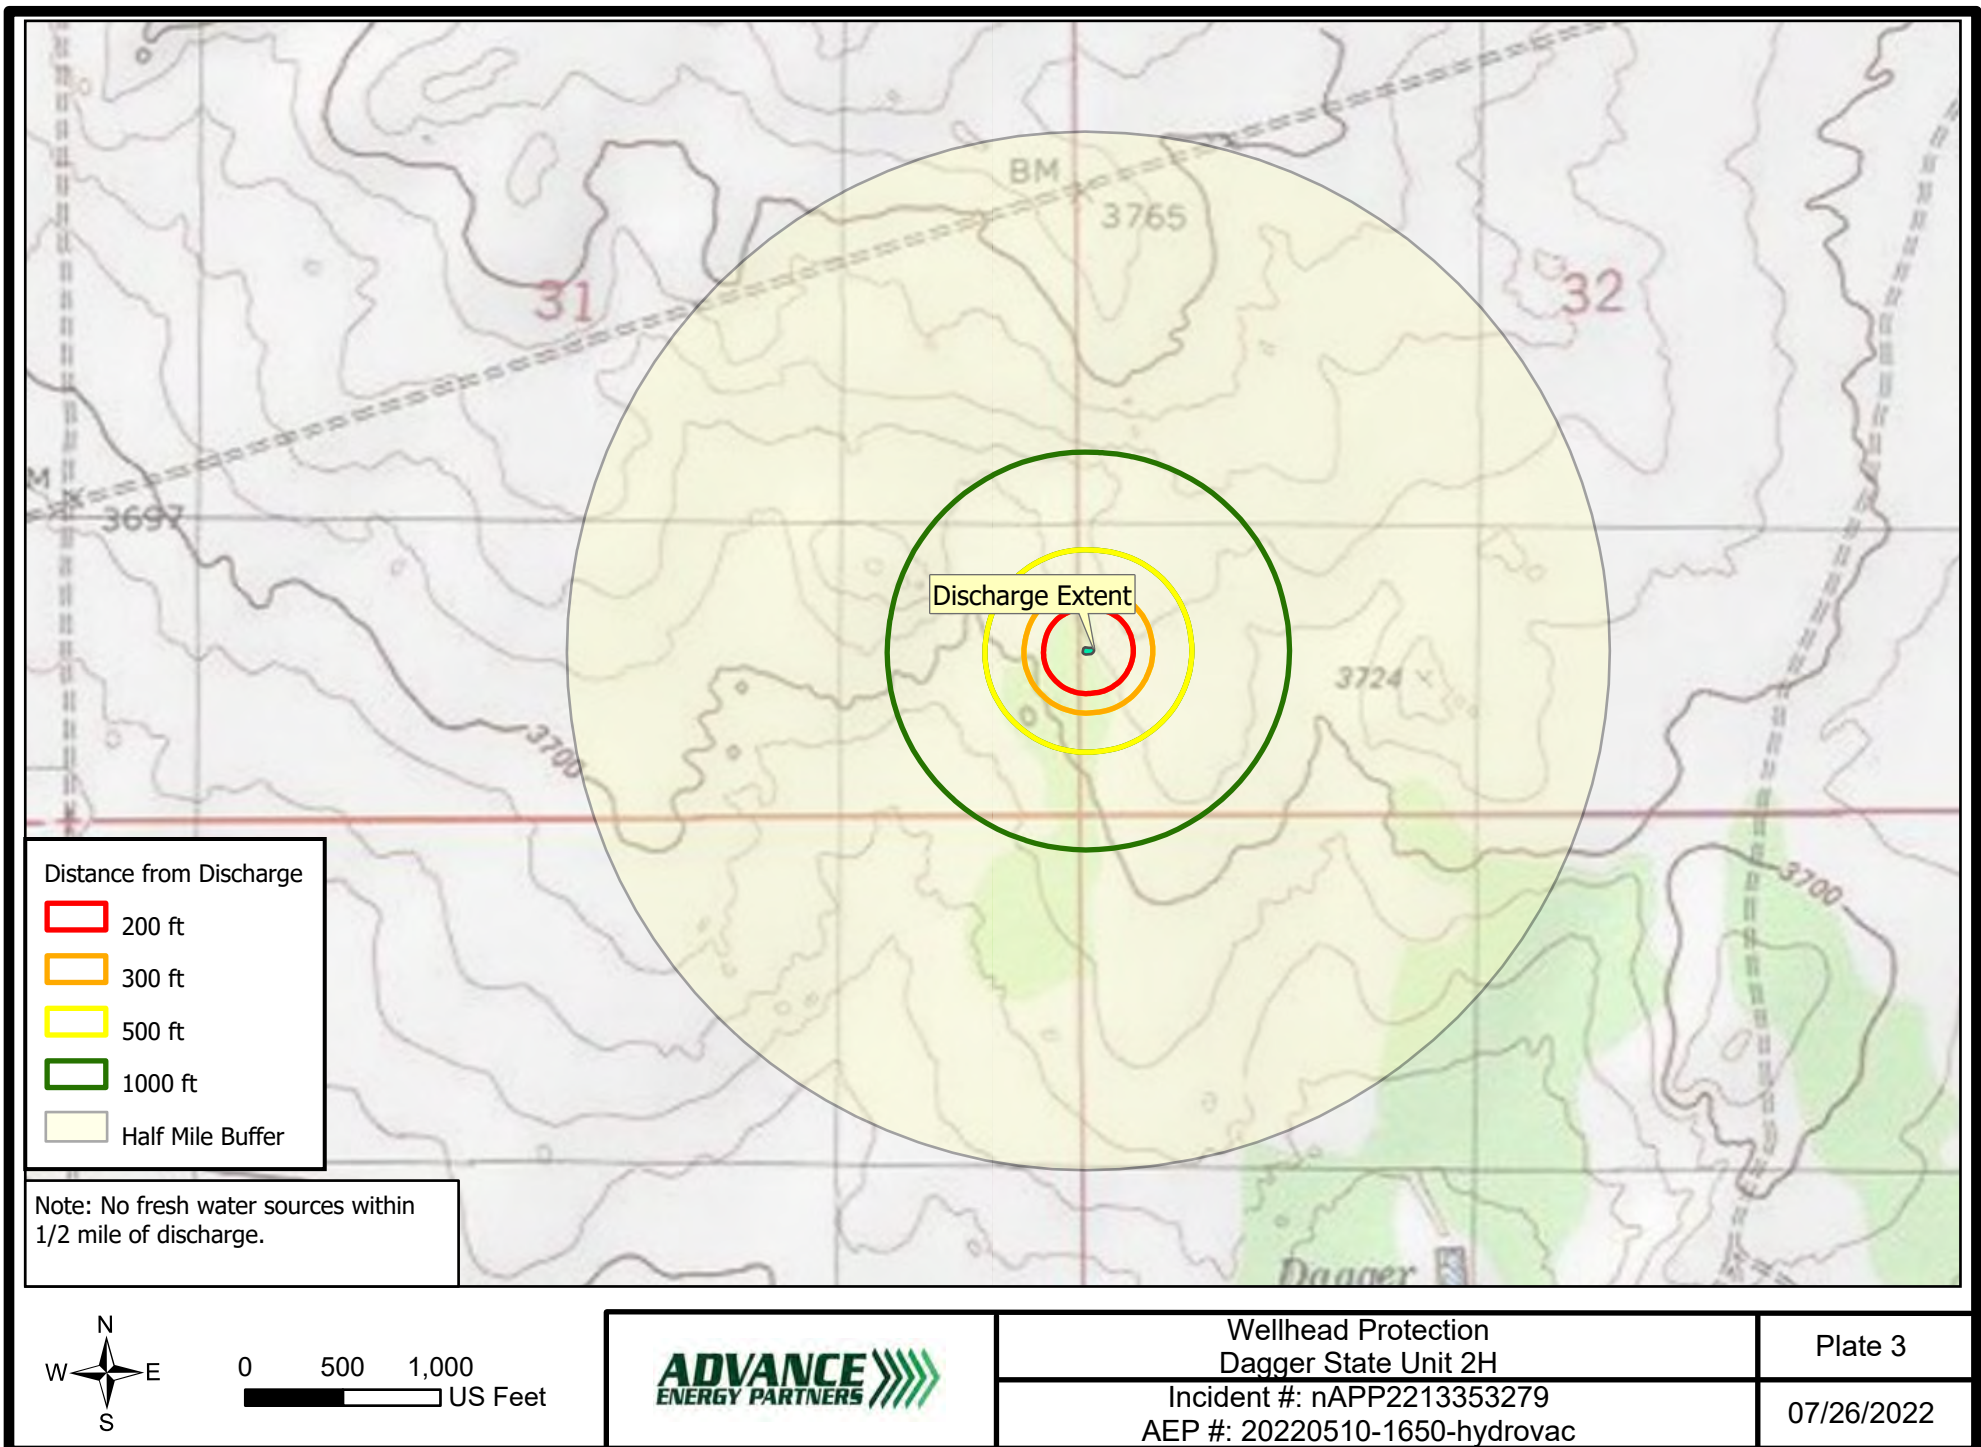 BM
3765
31
32
M
3697
Discharge Extent
3724
3700
3700
Distance from Discharge
200 ft
300 ft
500 ft
1000 ft
Half Mile Buffer
Note: No fresh water sources within
1/2 mile of discharge.
Dagger
N
W E
S
0 500 1,000
US Feet
ADVANCE
ENERGY PARTNERS
Wellhead Protection
Dagger State Unit 2H
Incident #: nAPP2213353279
AEP #: 20220510-1650-hydrovac
Plate 3
07/26/2022